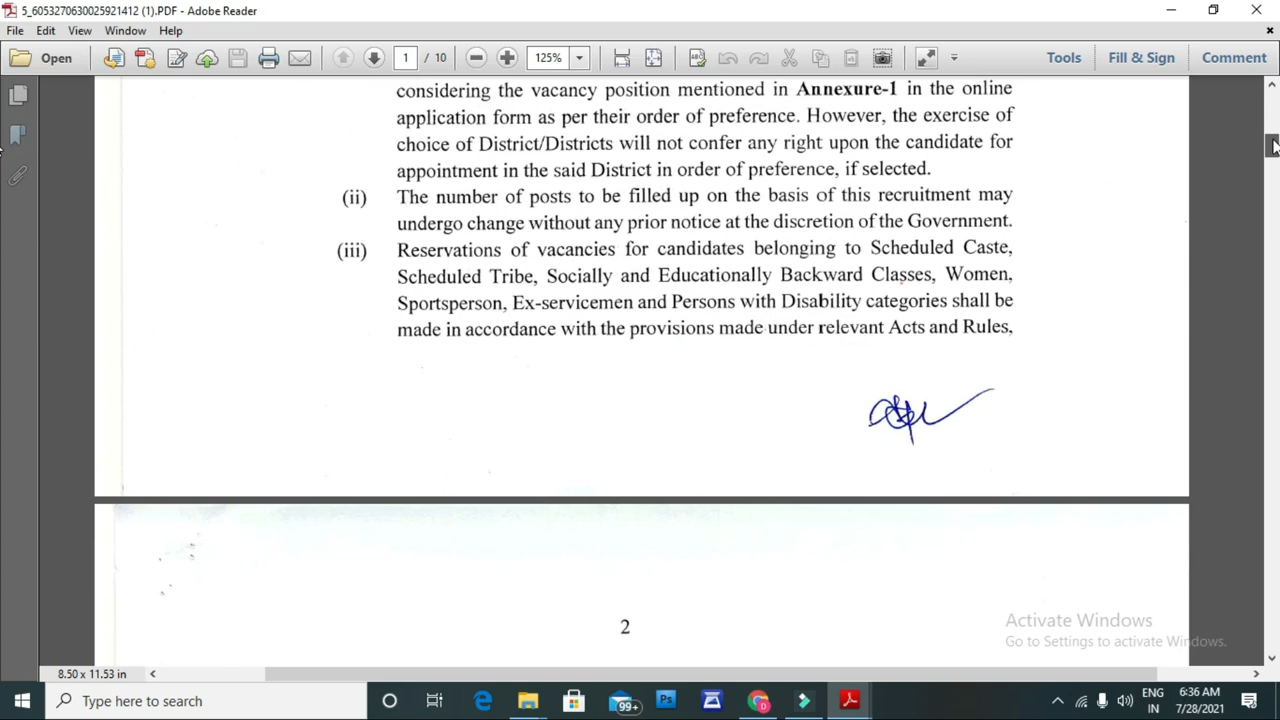 5_6053270630025921412 (1).PDF - Adobe Reader
File Edit View Window Help
Open 1 / 10 125% Tools Fill & Sign Comment
considering the vacancy position mentioned in Annexure-1 in the online
application form as per their order of preference. However, the exercise of
choice of District/Districts will not confer any right upon the candidate for
appointment in the said District in order of preference, if selected.
(ii) The number of posts to be filled up on the basis of this recruitment may
undergo change without any prior notice at the discretion of the Government.
(iii) Reservations of vacancies for candidates belonging to Scheduled Caste,
Scheduled Tribe, Socially and Educationally Backward Classes, Women,
Sportsperson, Ex-servicemen and Persons with Disability categories shall be
made in accordance with the provisions made under relevant Acts and Rules,
2
Activate Windows
Go to Settings to activate Windows.
8.50 x 11.53 in
Type here to search
99+
Ps
D
ENG
IN
6:36 AM
7/28/2021